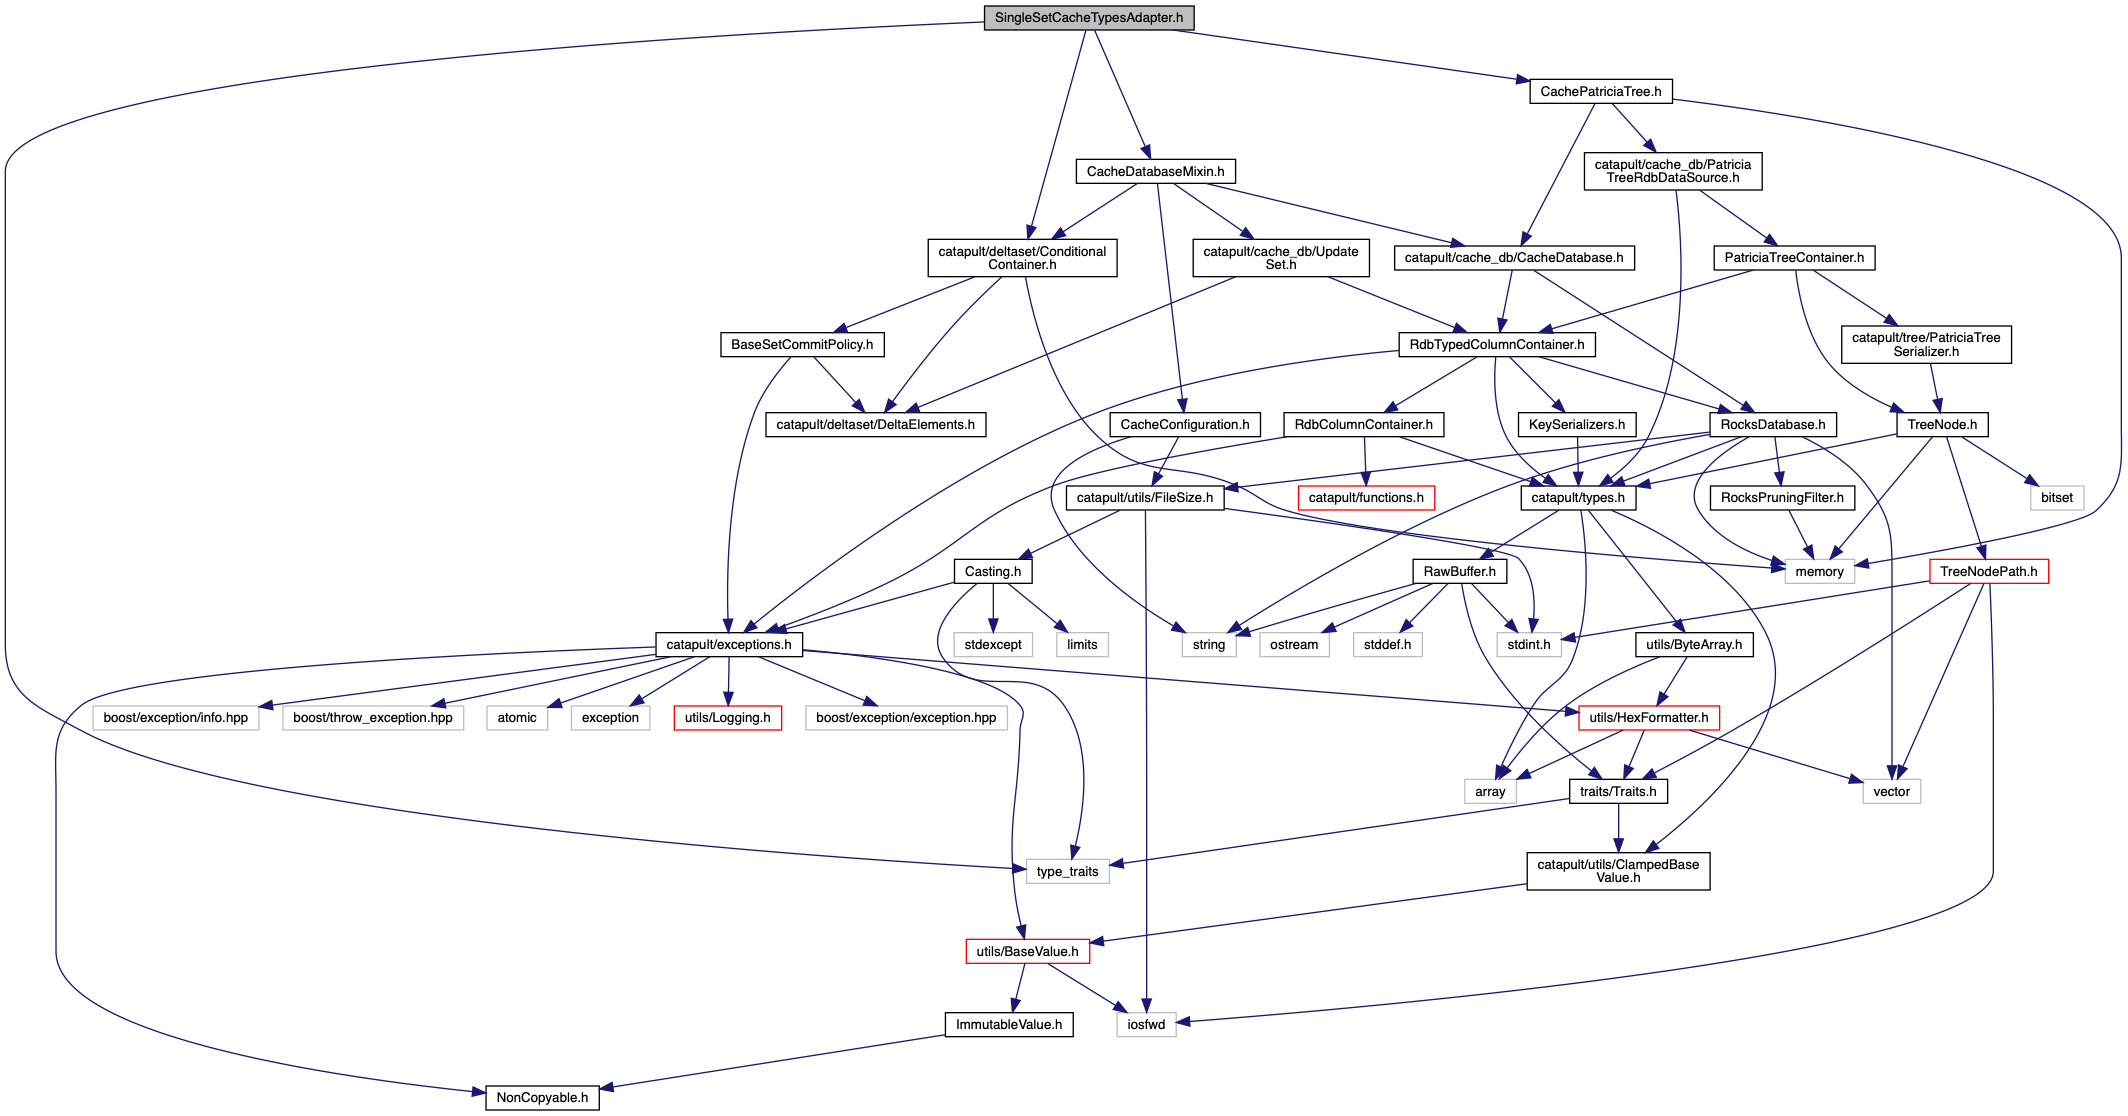 SingleSetCacheTypesAdapter.h
CachePatriciaTree.h
CacheDatabaseMixin.h
catapult/cache_db/Patricia
TreeRdbDataSource.h
catapult/deltaset/Conditional
Container.h
catapult/cache_db/Update
Set.h
catapult/cache_db/CacheDatabase.h
PatriciaTreeContainer.h
BaseSetCommitPolicy.h
RdbTypedColumnContainer.h
catapult/tree/PatriciaTree
Serializer.h
catapult/deltaset/DeltaElements.h
CacheConfiguration.h
RdbColumnContainer.h
KeySerializers.h
RocksDatabase.h
TreeNode.h
catapult/utils/FileSize.h
catapult/functions.h
catapult/types.h
RocksPruningFilter.h
bitset
Casting.h
RawBuffer.h
memory
TreeNodePath.h
catapult/exceptions.h
stdexcept
limits
string
ostream
stddef.h
stdint.h
utils/ByteArray.h
boost/exception/info.hpp
boost/throw_exception.hpp
atomic
exception
utils/Logging.h
boost/exception/exception.hpp
utils/HexFormatter.h
array
traits/Traits.h
vector
type_traits
catapult/utils/ClampedBase
Value.h
utils/BaseValue.h
ImmutableValue.h
iosfwd
NonCopyable.h